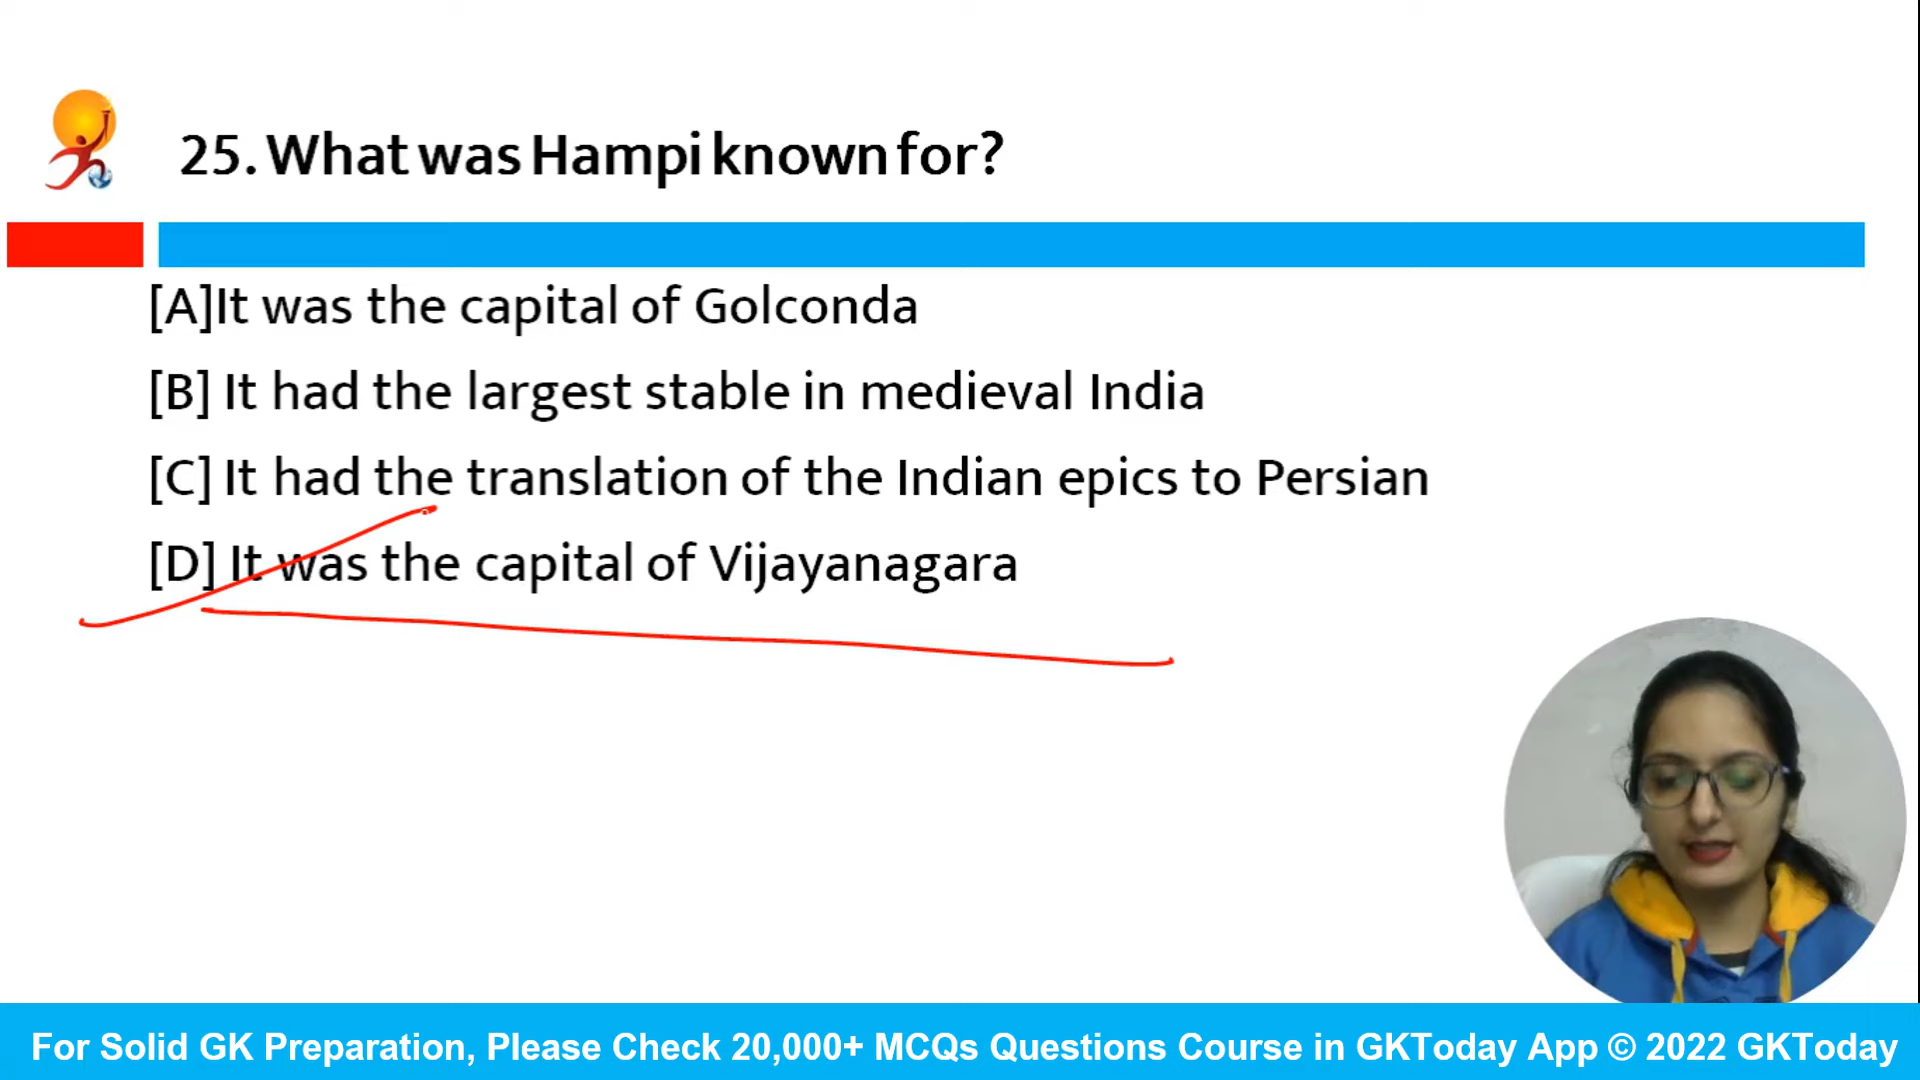 25. What was Hampi known for?
[A]It was the capital of Golconda
[B] It had the largest stable in medieval India
[C] It had the translation of the Indian epics to Persian
[D] It was the capital of Vijayanagara
For Solid GK Preparation, Please Check 20,000+ MCQs Questions Course in GKToday App © 2022 GKToday